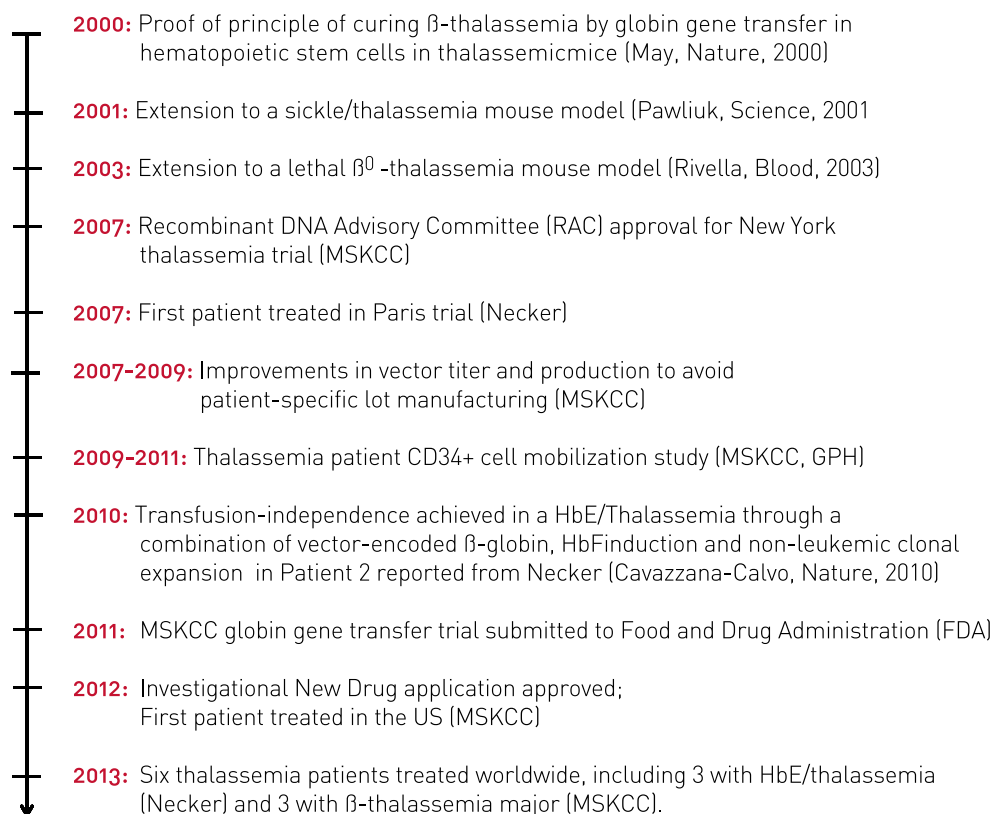 2000: Proof of principle of curing ß-thalassemia by globin gene transfer in
hematopoietic stem cells in thalassemicmice (May, Nature, 2000)
2001: Extension to a sickle/thalassemia mouse model (Pawliuk, Science, 2001
2003: Extension to a lethal ß⁰ -thalassemia mouse model (Rivella, Blood, 2003)
2007: Recombinant DNA Advisory Committee (RAC) approval for New York
thalassemia trial (MSKCC)
2007: First patient treated in Paris trial (Necker)
2007-2009: Improvements in vector titer and production to avoid
patient-specific lot manufacturing (MSKCC)
2009-2011: Thalassemia patient CD34+ cell mobilization study (MSKCC, GPH)
2010: Transfusion-independence achieved in a HbE/Thalassemia through a
combination of vector-encoded ß-globin, HbFinduction and non-leukemic clonal
expansion in Patient 2 reported from Necker (Cavazzana-Calvo, Nature, 2010)
2011: MSKCC globin gene transfer trial submitted to Food and Drug Administration (FDA)
2012: Investigational New Drug application approved;
First patient treated in the US (MSKCC)
2013: Six thalassemia patients treated worldwide, including 3 with HbE/thalassemia
(Necker) and 3 with ß-thalassemia major (MSKCC).